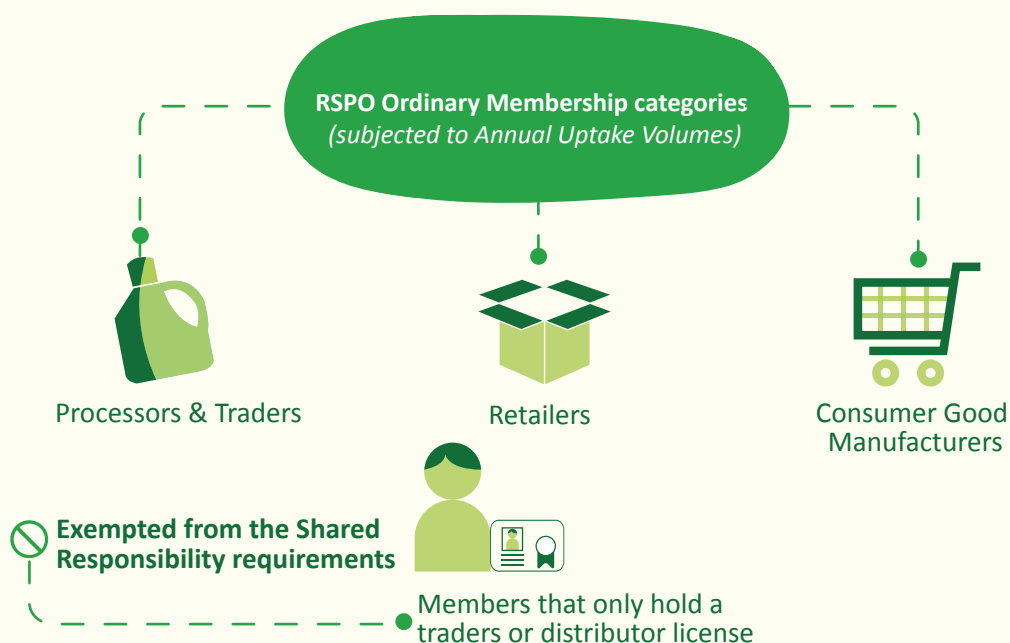 RSPO Ordinary Membership categories
(subjected to Annual Uptake Volumes)
Processors & Traders
Retailers
Consumer Good
Manufacturers
Exempted from the Shared
Responsibility requirements
Members that only hold a
traders or distributor license